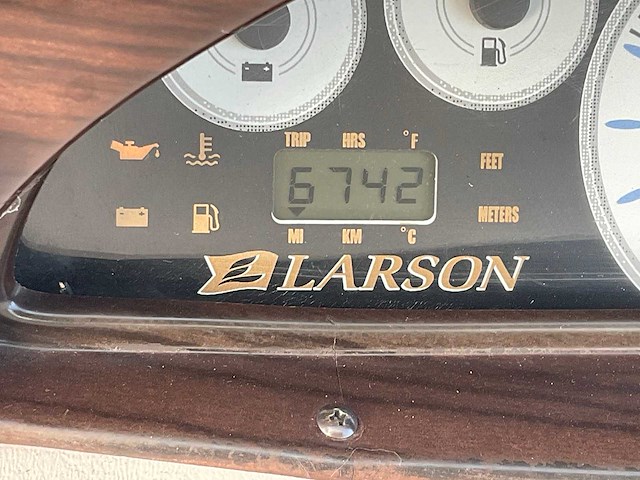 TRIP HRS °F
6742
FEET
METERS
MI KM °C
LARSON